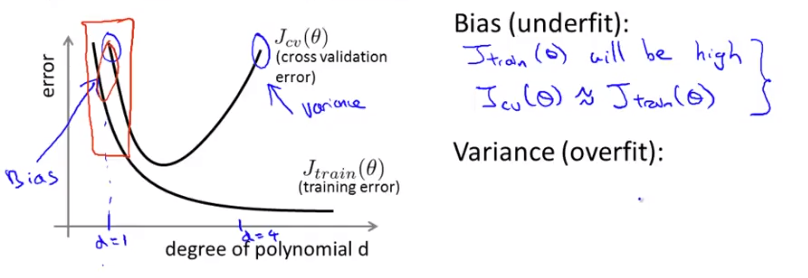 error
J_cv(θ)
(cross validation
error)
Variance
Bias
J_train(θ)
(training error)
d=1
d=4
degree of polynomial d
Bias (underfit):
J_train(θ) will be high
J_cv(θ) ≈ J_train(θ)
Variance (overfit):